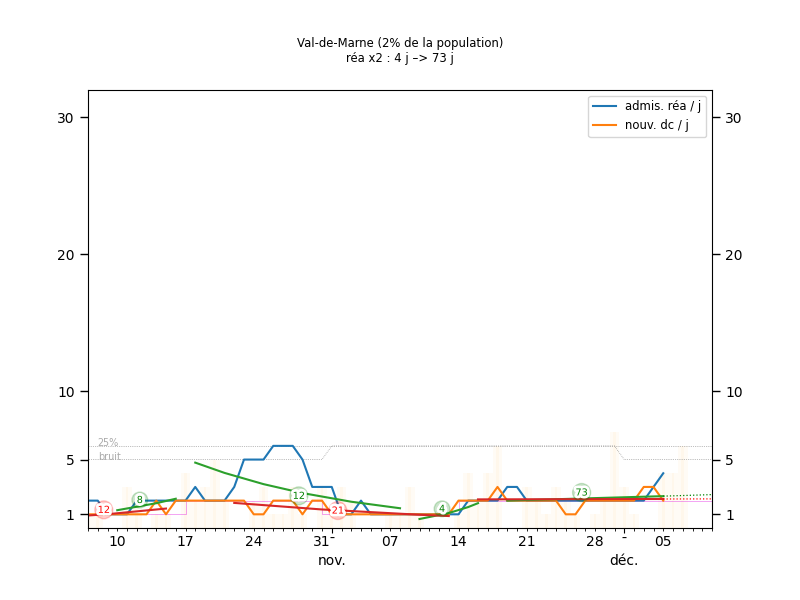 Val-de-Marne (2% de la population)
réa x2 : 4 j –> 73 j
admis. réa / j
nouv. dc / j
30 30
20 20
10 10
25%
5 bruit 5
73
12
8
4
12 21
1 1
10 17 24 31 07 14 21 28 - 05
nov. déc.